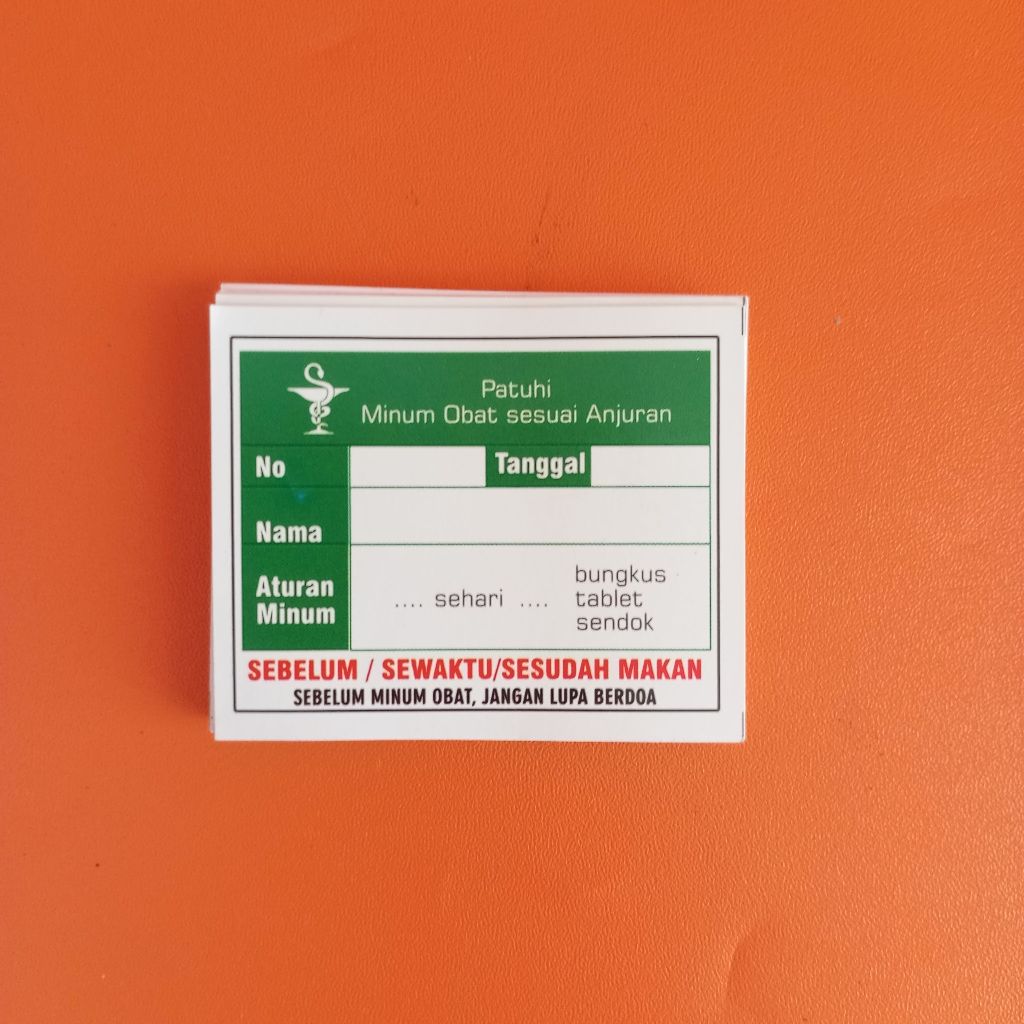 Patuhi
Minum Obat sesuai Anjuran
No Tanggal
Nama
Aturan Minum
.... sehari .... bungkus
tablet
sendok
SEBELUM / SEWAKTU/SESUDAH MAKAN
SEBELUM MINUM OBAT, JANGAN LUPA BERDOA